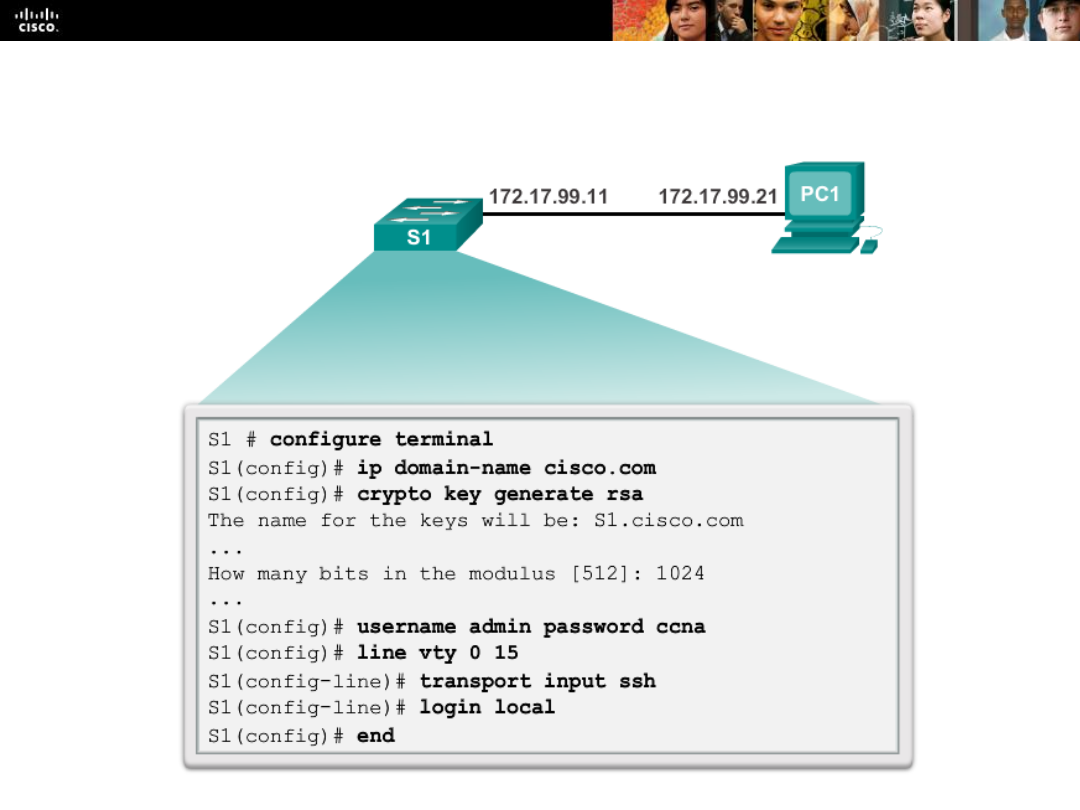 CISCO.
172.17.99.11 172.17.99.21 PC1
S1
S1 # configure terminal
S1(config)# ip domain-name cisco.com
S1(config)# crypto key generate rsa
The name for the keys will be: S1.cisco.com
...
How many bits in the modulus [512]: 1024
...
S1(config)# username admin password ccna
S1(config)# line vty 0 15
S1(config-line)# transport input ssh
S1(config-line)# login local
S1(config)# end